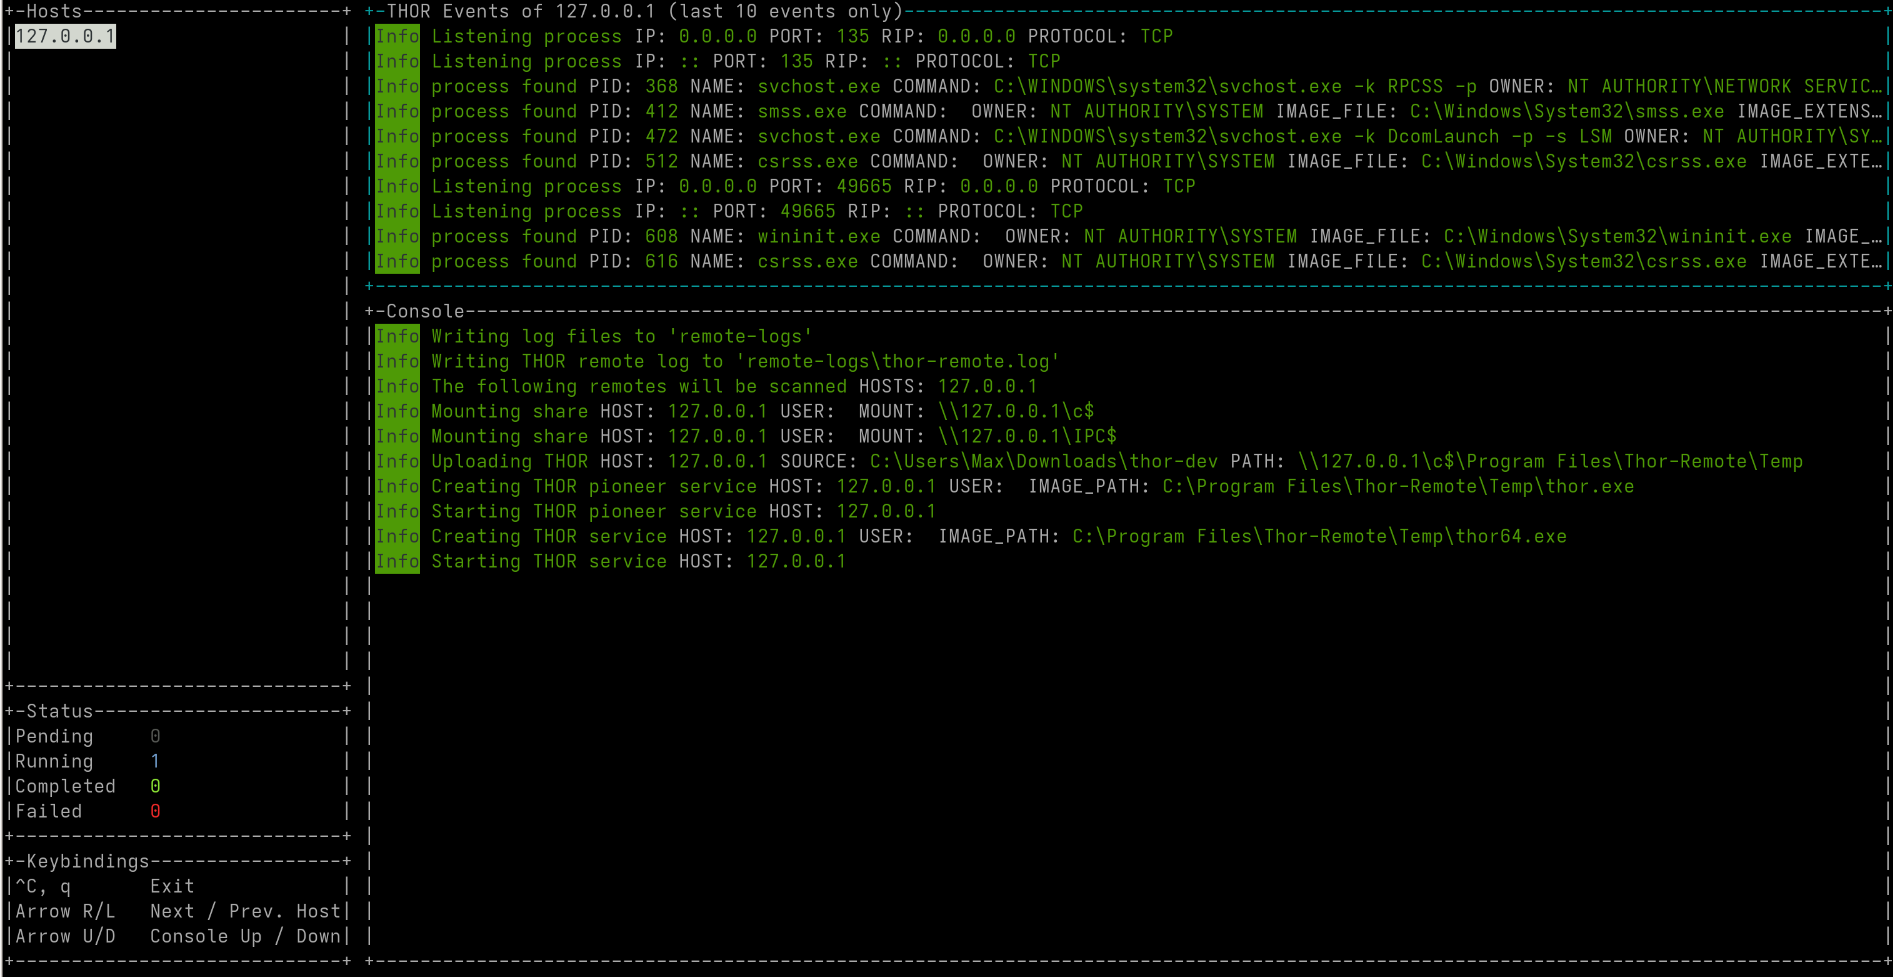 Hosts
127.0.0.1
THOR Events of 127.0.0.1 (last 10 events only)
Info Listening process IP: 0.0.0.0 PORT: 135 RIP: 0.0.0.0 PROTOCOL: TCP
Info Listening process IP: :: PORT: 135 RIP: :: PROTOCOL: TCP
Info process found PID: 368 NAME: svchost.exe COMMAND: C:\WINDOWS\system32\svchost.exe -k RPCSS -p OWNER: NT AUTHORITY\NETWORK SERVIC…
Info process found PID: 412 NAME: smss.exe COMMAND:  OWNER: NT AUTHORITY\SYSTEM IMAGE_FILE: C:\Windows\System32\smss.exe IMAGE_EXTENS…
Info process found PID: 472 NAME: svchost.exe COMMAND: C:\WINDOWS\system32\svchost.exe -k DcomLaunch -p -s LSM OWNER: NT AUTHORITY\SY…
Info process found PID: 512 NAME: csrss.exe COMMAND:  OWNER: NT AUTHORITY\SYSTEM IMAGE_FILE: C:\Windows\System32\csrss.exe IMAGE_EXTE…
Info Listening process IP: 0.0.0.0 PORT: 49665 RIP: 0.0.0.0 PROTOCOL: TCP
Info Listening process IP: :: PORT: 49665 RIP: :: PROTOCOL: TCP
Info process found PID: 608 NAME: wininit.exe COMMAND:  OWNER: NT AUTHORITY\SYSTEM IMAGE_FILE: C:\Windows\System32\wininit.exe IMAGE_…
Info process found PID: 616 NAME: csrss.exe COMMAND:  OWNER: NT AUTHORITY\SYSTEM IMAGE_FILE: C:\Windows\System32\csrss.exe IMAGE_EXTE…
Console
Info Writing log files to 'remote-logs'
Info Writing THOR remote log to 'remote-logs\thor-remote.log'
Info The following remotes will be scanned HOSTS: 127.0.0.1
Info Mounting share HOST: 127.0.0.1 USER:  MOUNT: \\127.0.0.1\c$
Info Mounting share HOST: 127.0.0.1 USER:  MOUNT: \\127.0.0.1\IPC$
Info Uploading THOR HOST: 127.0.0.1 SOURCE: C:\Users\Max\Downloads\thor-dev PATH: \\127.0.0.1\c$\Program Files\Thor-Remote\Temp
Info Creating THOR pioneer service HOST: 127.0.0.1 USER:  IMAGE_PATH: C:\Program Files\Thor-Remote\Temp\thor.exe
Info Starting THOR pioneer service HOST: 127.0.0.1
Info Creating THOR service HOST: 127.0.0.1 USER:  IMAGE_PATH: C:\Program Files\Thor-Remote\Temp\thor64.exe
Info Starting THOR service HOST: 127.0.0.1
Status
Pending 0
Running 1
Completed 0
Failed 0
Keybindings
^C, q Exit
Arrow R/L Next / Prev. Host
Arrow U/D Console Up / Down